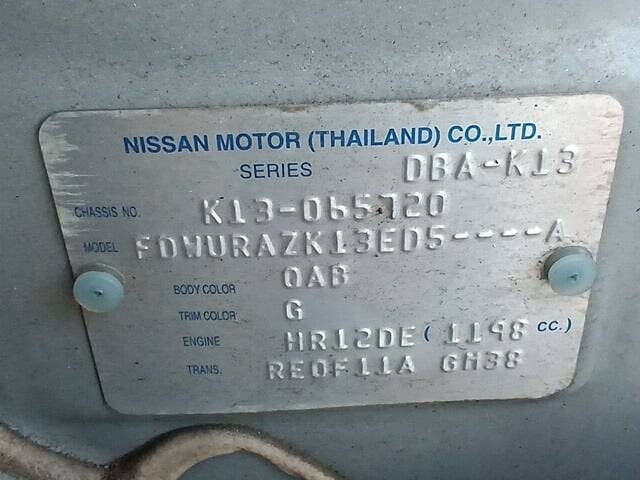 NISSAN MOTOR (THAILAND) CO.,LTD.
SERIES DBA-K13
CHASSIS NO. K13-065720
MODEL FDWURAZK13ED5----A
BODY COLOR QAB
TRIM COLOR G
ENGINE HR12DE ( 1198 CC. )
TRANS. RE0F11A GH38